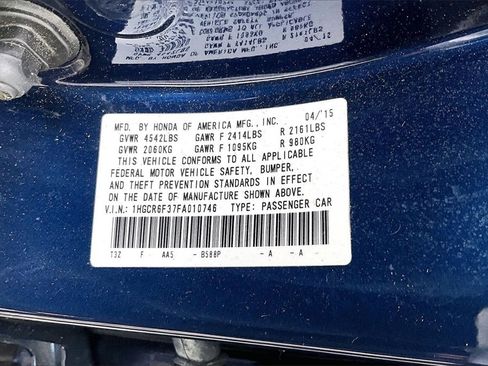 MFD. BY HONDA OF AMERICA MFG., INC. 04/'15
GVWR 4542LBS GAWR F 2414LBS R 2161LBS
GVWR 2060KG GAWR F 1095KG R 980KG
THIS VEHICLE CONFORMS TO ALL APPLICABLE
FEDERAL MOTOR VEHICLE SAFETY, BUMPER,
AND THEFT PREVENTION STANDARDS IN EFFECT
ON THE DATE OF MANUFACTURE SHOWN ABOVE.
V.I.N.: 1HGCR6F37FA010746 TYPE: PASSENGER CAR
T3Z F AA5 - B588P - A - A -